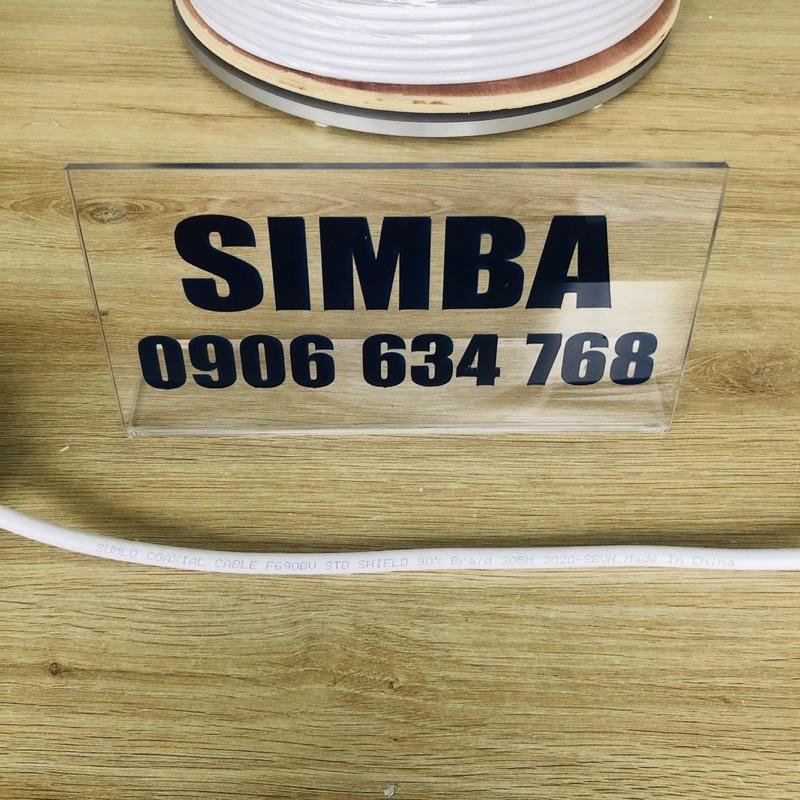 SIMBA
0906 634 768
SUMLO COAXIAL CABLE F690BV STD SHIELD 90% Braid 305M 2020-SBVN Made In China